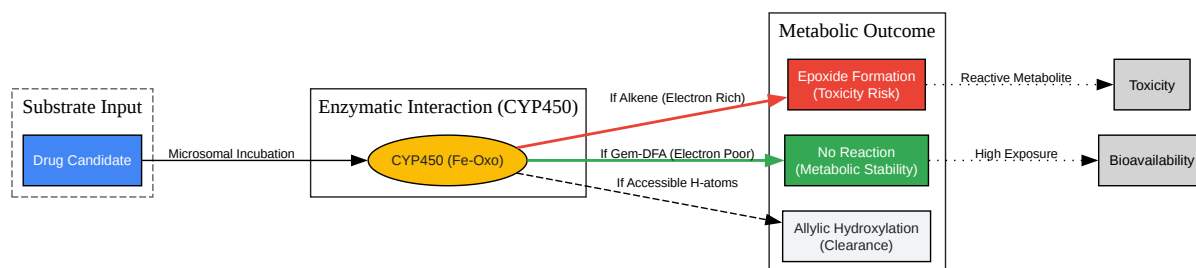 Substrate Input
Drug Candidate
Microsomal Incubation
Enzymatic Interaction (CYP450)
CYP450 (Fe-Oxo)
If Alkene (Electron Rich)
If Gem-DFA (Electron Poor)
If Accessible H-atoms
Metabolic Outcome
Epoxide Formation
(Toxicity Risk)
No Reaction
(Metabolic Stability)
Allylic Hydroxylation
(Clearance)
Reactive Metabolite
High Exposure
Toxicity
Bioavailability